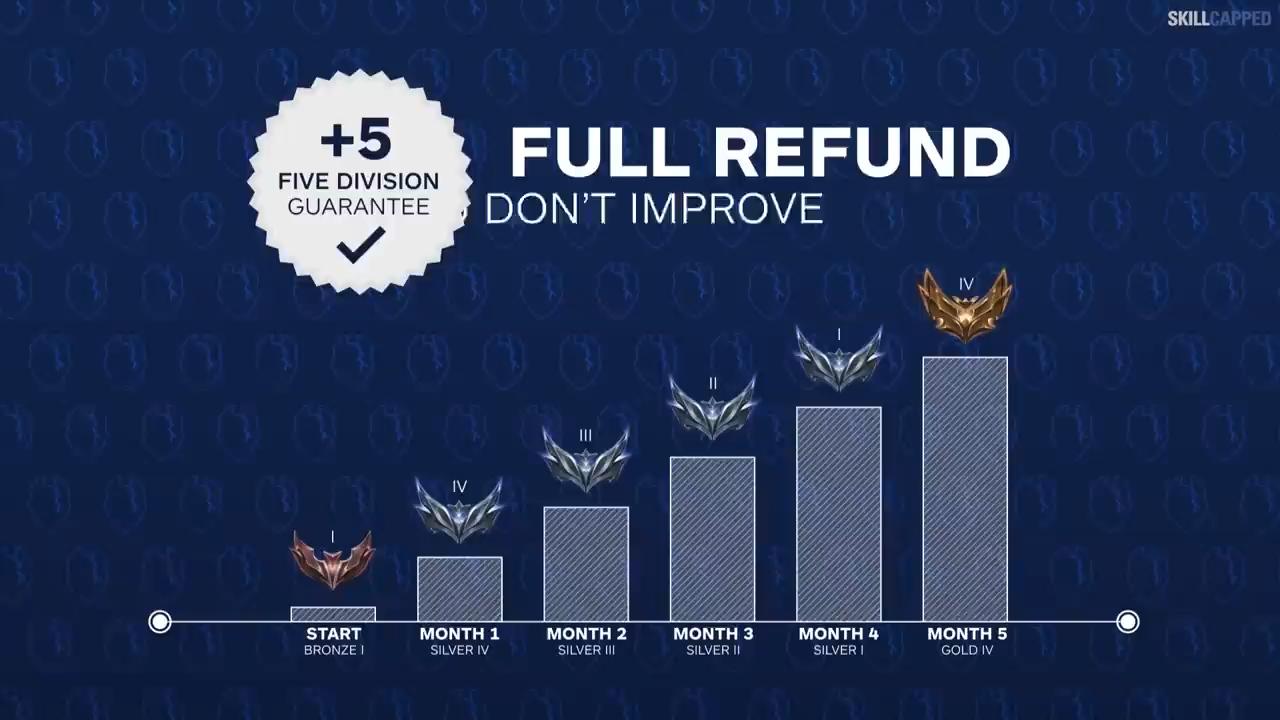 SKILLCAPPED
+5
FIVE DIVISION
GUARANTEE
FULL REFUND
DON'T IMPROVE
IV
I
II
III
IV
I
START
BRONZE I
MONTH 1
SILVER IV
MONTH 2
SILVER III
MONTH 3
SILVER II
MONTH 4
SILVER I
MONTH 5
GOLD IV